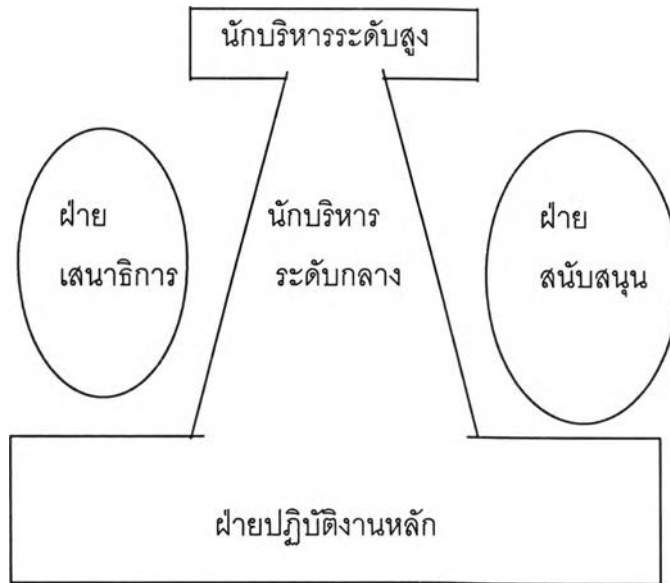 นักบริหารระดับสูง
ฝ่าย
เสนาธิการ
นักบริหาร
ระดับกลาง
ฝ่าย
สนับสนุน
ฝ่ายปฏิบัติงานหลัก